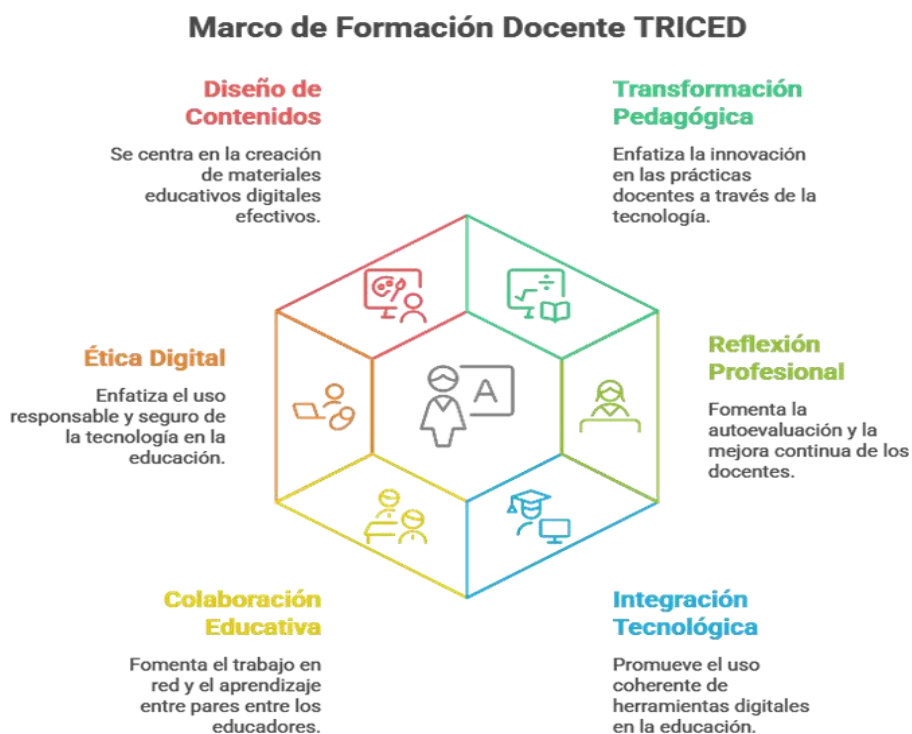 Marco de Formación Docente TRICED
Diseño de
Contenidos
Se centra en la creación
de materiales
educativos digitales
efectivos.
Transformación
Pedagógica
Enfatiza la innovación
en las prácticas
docentes a través de la
tecnología.
Ética Digital
Enfatiza el uso
responsable y seguro de
la tecnología en la
educación.
A
Reflexión
Profesional
Fomenta la
autoevaluación y la
mejora continua de los
docentes.
Colaboración
Educativa
Fomenta el trabajo en
red y el aprendizaje
entre pares entre los
educadores.
Integración
Tecnológica
Promueve el uso
coherente de
herramientas digitales
en la educación.